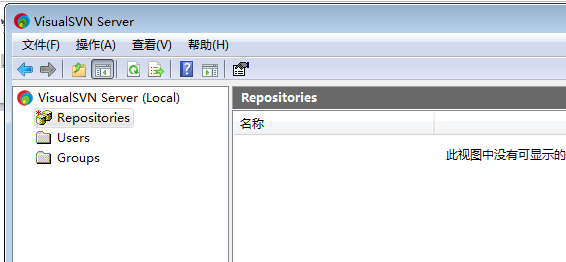 VisualSVN Server
文件(F) 操作(A) 查看(V) 帮助(H)
VisualSVN Server (Local)
Repositories
Users
Groups
Repositories
名称
此视图中没有可显示的